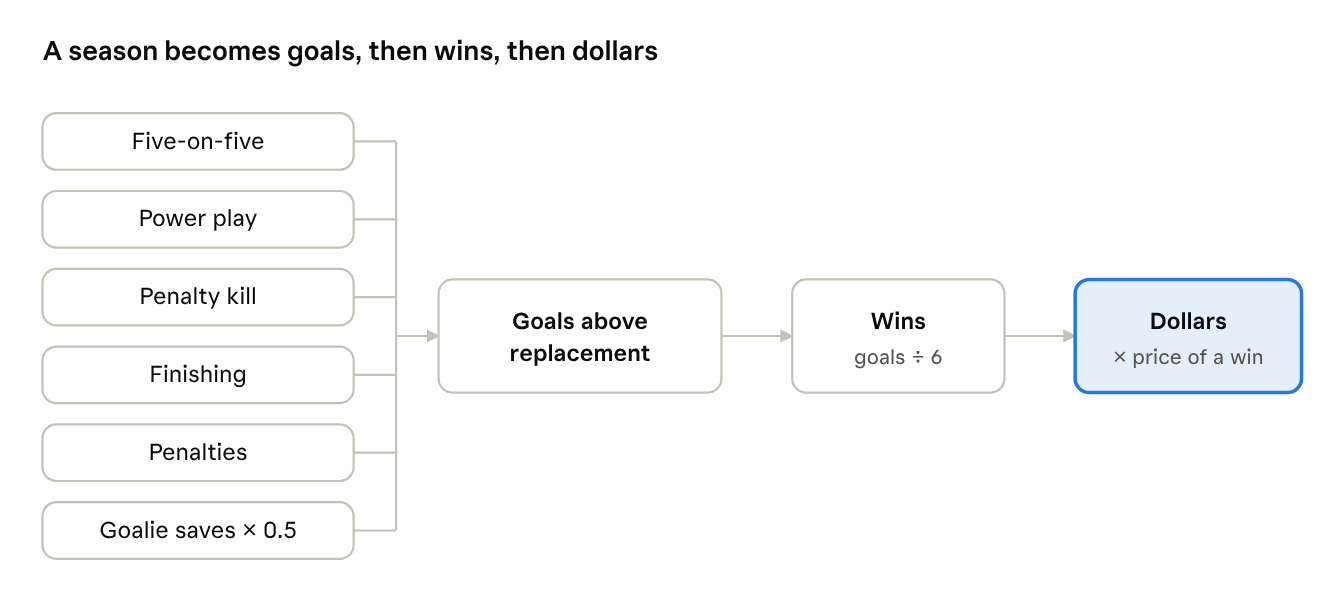 A season becomes goals, then wins, then dollars
Five-on-five
Power play
Penalty kill
Finishing
Penalties
Goalie saves × 0.5
Goals above
replacement
Wins
goals ÷ 6
Dollars
× price of a win